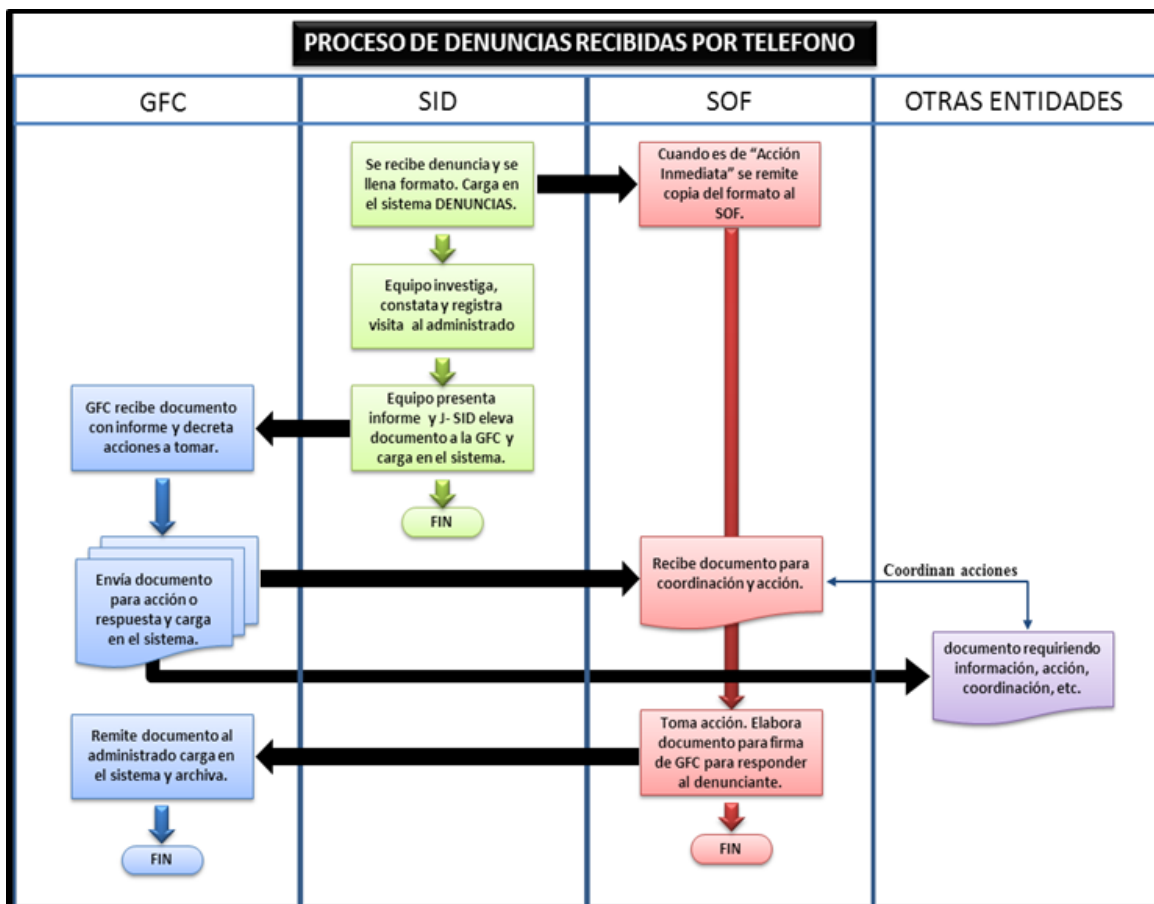 PROCESO DE DENUNCIAS RECIBIDAS POR TELEFONO
GFC
SID
SOF
OTRAS ENTIDADES
Se recibe denuncia y se
llena formato. Carga en
el sistema DENUNCIAS.
Cuando es de “Acción
Inmediata” se remite
copia del formato al
SOF.
Equipo investiga,
constata y registra
visita al administrado
Equipo presenta
informe y J- SID eleva
documento a la GFC y
carga en el sistema.
GFC recibe documento
con informe y decreta
acciones a tomar.
FIN
Envía documento
para acción o
respuesta y carga
en el sistema.
Recibe documento para
coordinación y acción.
Coordinan acciones
documento requiriendo
información, acción,
coordinación, etc.
Toma acción. Elabora
documento para firma
de GFC para responder
al denunciante.
Remite documento al
administrado carga en
el sistema y archiva.
FIN
FIN